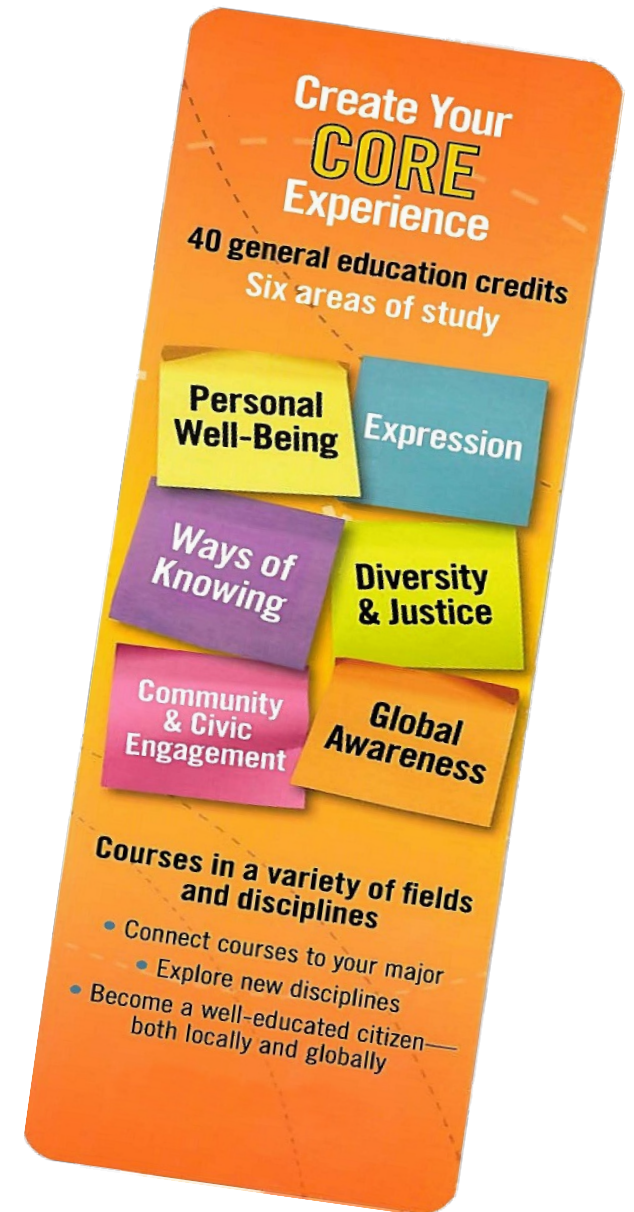 Create Your
CORE
Experience
40 general education credits
Six areas of study
Personal
Well-Being
Expression
Ways of
Knowing
Diversity
& Justice
Community
& Civic
Engagement
Global
Awareness
Courses in a variety of fields
and disciplines
• Connect courses to your major
• Explore new disciplines
• Become a well-educated citizen—
both locally and globally